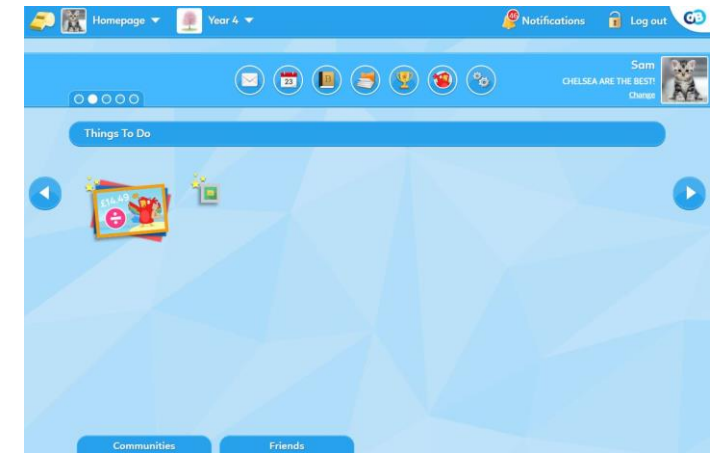 Homepage
Year 4
46
Notifications
Log out
Sam
CHELSEA ARE THE BEST!
Change
23
D
Things To Do
£14.49
÷
Communities
Friends